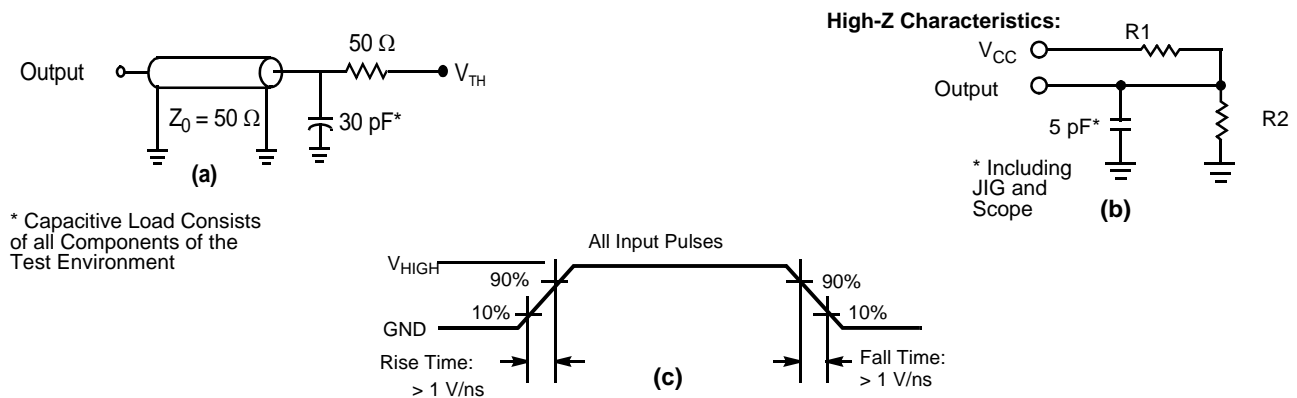 50 Ω
Output
V_TH
Z_0 = 50 Ω
30 pF*
(a)
* Capacitive Load Consists
of all Components of the
Test Environment
High-Z Characteristics:
R1
V_CC
Output
R2
5 pF*
* Including
JIG and
Scope
(b)
All Input Pulses
V_HIGH
90%
90%
10%
10%
GND
Rise Time:
> 1 V/ns
(c)
Fall Time:
> 1 V/ns